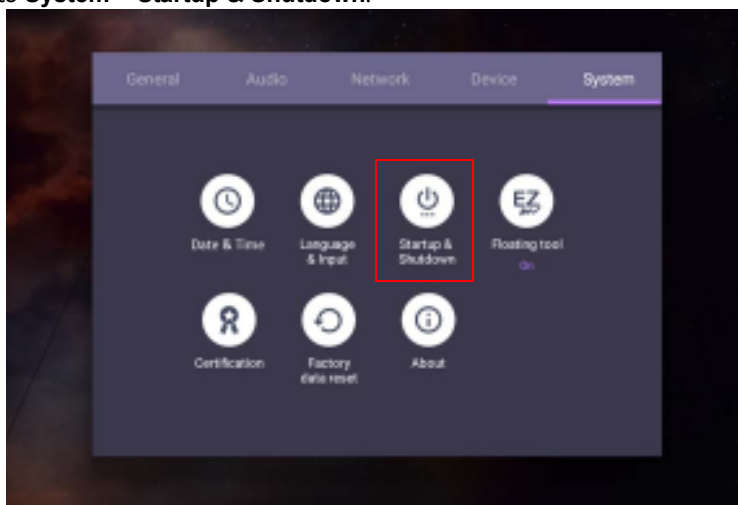 System
Startup & Shutdown.
General Audio Network Device System
EZ
Date & Time
Language
& Input
Startup &
Shutdown
Floating tool
On
Certification
Factory
data reset
About